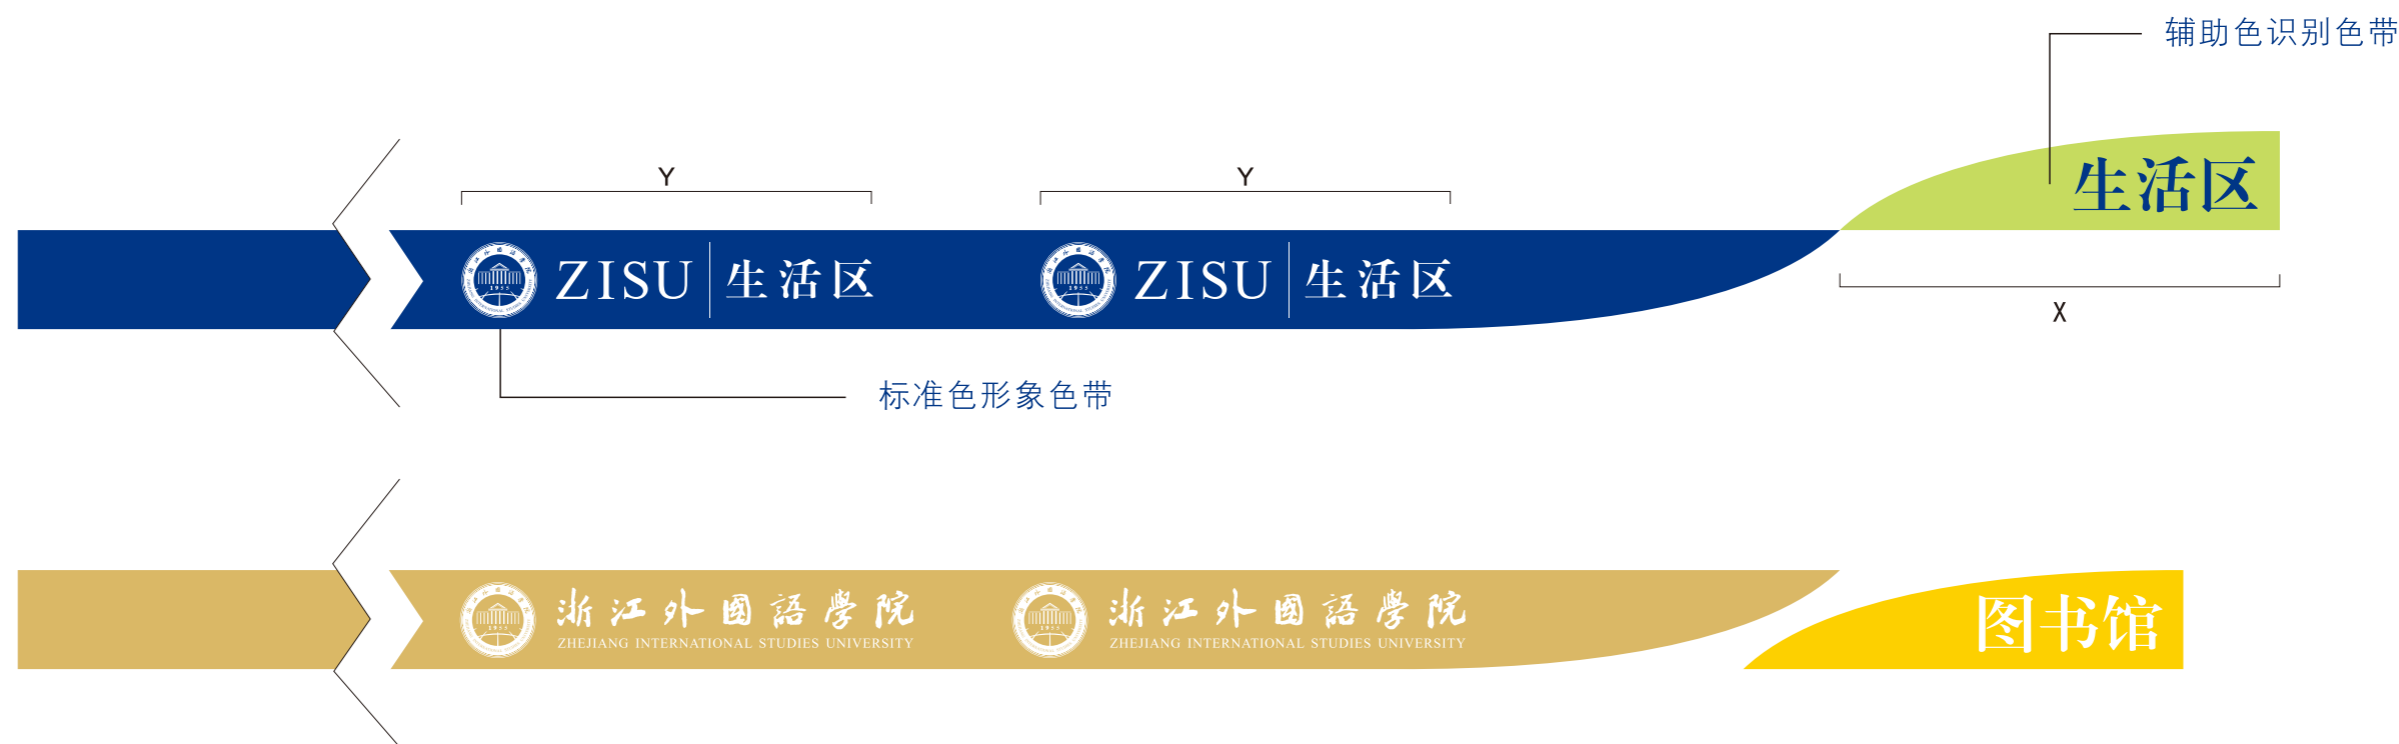 辅助色识别色带
生活区
Y
Y
ZISU 生活区
ZISU 生活区
X
标准色形象色带
浙江外國語學院
ZHEJIANG INTERNATIONAL STUDIES UNIVERSITY
浙江外國語學院
ZHEJIANG INTERNATIONAL STUDIES UNIVERSITY
图书馆